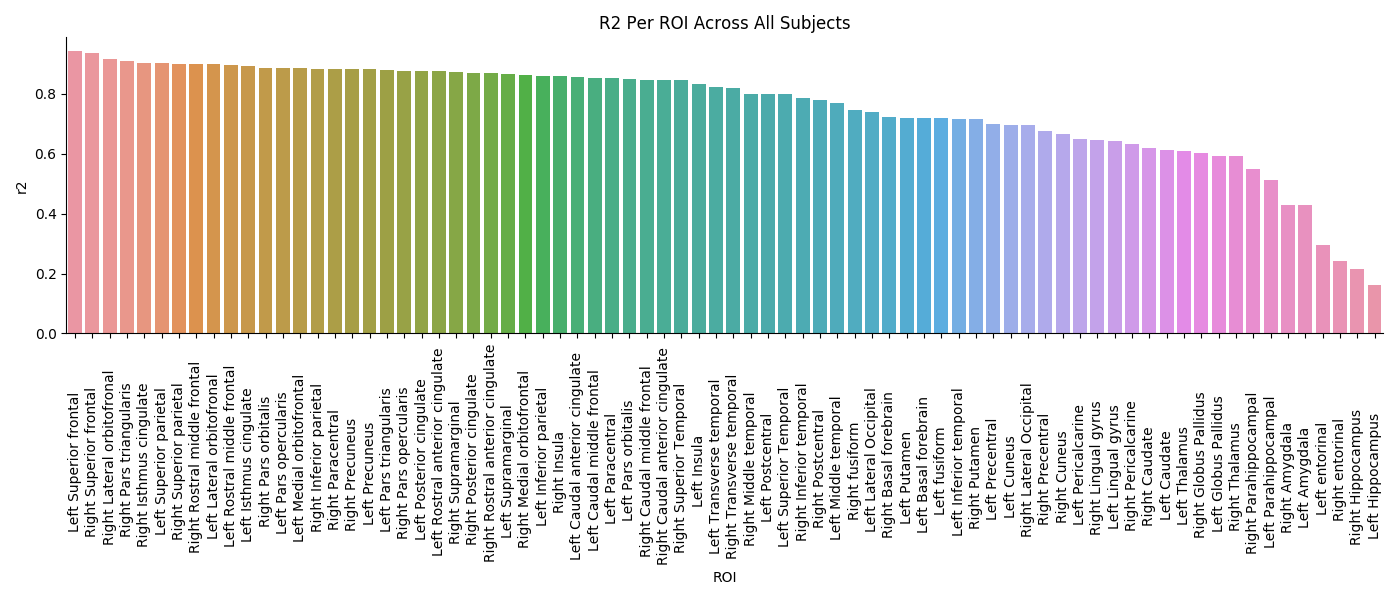 R2 Per ROI Across All Subjects
r2
0.8
0.6
0.4
0.2
0.0
Left Superior frontal
Right Superior frontal
Right Lateral orbitofrontal
Right Pars triangularis
Right Isthmus cingulate
Left Superior parietal
Right Superior parietal
Right Rostral middle frontal
Left Lateral orbitofronal
Left Rostral middle frontal
Left Isthmus cingulate
Right Pars orbitalis
Left Pars opercularis
Left Medial orbitofrontal
Right Inferior parietal
Right Paracentral
Right Precuneus
Left Precuneus
Left Pars triangularis
Right Pars opercularis
Left Posterior cingulate
Left Rostral anterior cingulate
Right Supramarginal
Right Posterior cingulate
Right Rostral anterior cingulate
Left Supramarginal
Right Medial orbitofrontal
Left Inferior parietal
Right Insula
Left Caudal anterior cingulate
Left Caudal middle frontal
Left Paracentral
Left Pars orbitalis
Right Caudal middle frontal
Right Caudal anterior cingulate
Right Superior Temporal
Left Insula
Left Transverse temporal
Right Transverse temporal
Right Middle temporal
Left Postcentral
Left Superior Temporal
Right Inferior temporal
Right Postcentral
Left Middle temporal
Right fusiform
Left Lateral Occipital
Right Basal forebrain
Left Putamen
Left Basal forebrain
Left fusiform
Left Inferior temporal
Right Putamen
Left Precentral
Left Cuneus
Right Lateral Occipital
Right Precentral
Right Cuneus
Left Pericalcarine
Right Lingual gyrus
Left Lingual gyrus
Right Pericalcarine
Right Caudate
Left Caudate
Left Thalamus
Right Globus Pallidus
Left Globus Pallidus
Right Thalamus
Right Parahippocampal
Left Parahippocampal
Right Amygdala
Left Amygdala
Left entorinal
Right entorinal
Right Hippocampus
Left Hippocampus
ROI